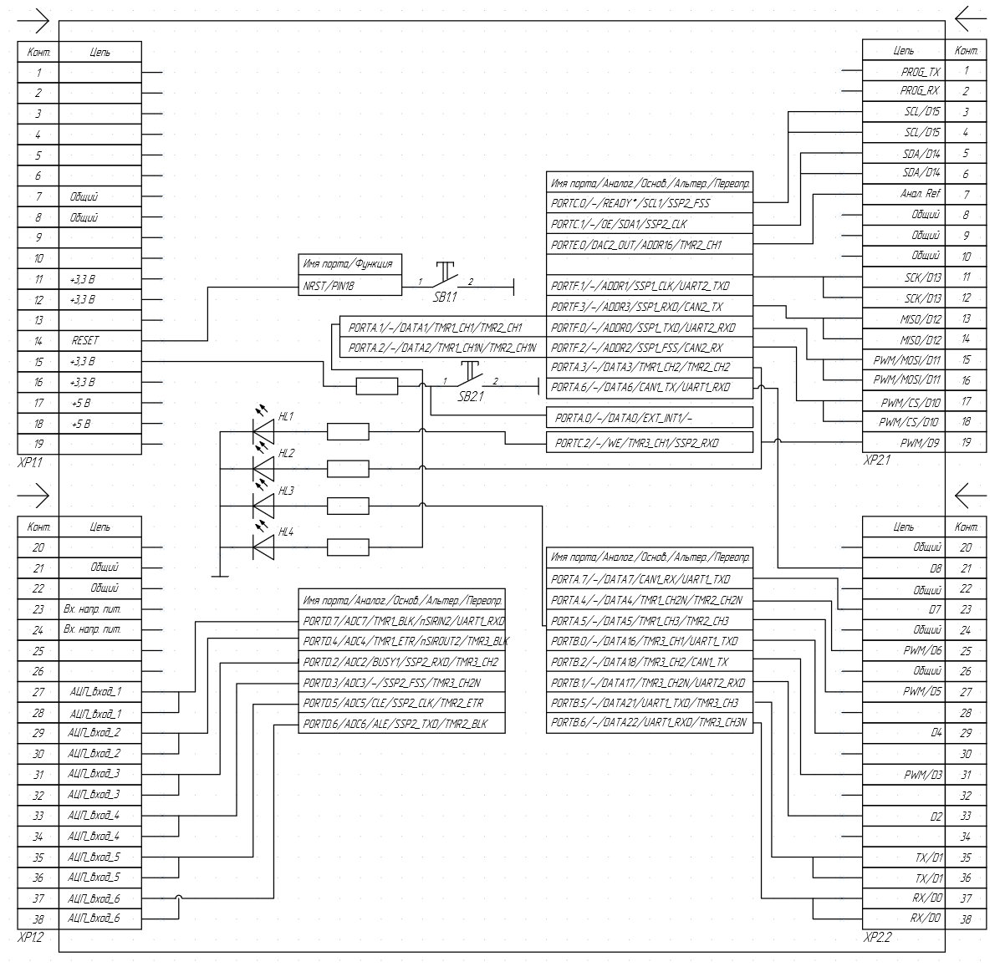 Конт. Цепь
1
2
3
4
5
6
7 Общий
8 Общий
9
10
11 +3,3 В
12 +3,3 В
13
14 RESET
15 +3,3 В
16 +3,3 В
17 +5 В
18 +5 В
19
XP1.1
Имя порта/Функция
NRST/PIN18
1 2
SB1.1
1 2
SB2.1
Имя порта/Аналог./Основ./Альтер./Переопр.
PORTC.0/-/READY*/SCL1/SSP2_FSS
PORTC.1/-/OE/SDA1/SSP2_CLK
PORTE.0/DAC2_OUT/ADDR16/TMR2_CH1
PORTF.1/-/ADDR1/SSP1_CLK/UART2_TXD
PORTF.3/-/ADDR3/SSP1_RXD/CAN2_TX
PORTA.1/-/DATA1/TMR1_CH1/TMR2_CH1 PORTF.0/-/ADDR0/SSP1_TXD/UART2_RXD
PORTA.2/-/DATA2/TMR1_CH1N/TMR2_CH1N PORTF.2/-/ADDR2/SSP1_FSS/CAN2_RX
PORTA.3/-/DATA3/TMR1_CH2/TMR2_CH2
PORTA.6/-/DATA6/CAN1_TX/UART1_RXD
PORTA.0/-/DATA0/EXT_INT1/-
PORTC.2/-/WE/TMR3_CH1/SSP2_RXD
HL1
HL2
HL3
HL4
Цепь Конт.
PROG_TX 1
PROG_RX 2
SCL/D15 3
SCL/D15 4
SDA/D14 5
SDA/D14 6
Анал. Ref 7
Общий 8
Общий 9
Общий 10
SCK/D13 11
SCK/D13 12
MISO/D12 13
MISO/D12 14
PWM/MOSI/D11 15
PWM/MOSI/D11 16
PWM/CS/D10 17
PWM/CS/D10 18
PWM/D9 19
XP2.1
Конт. Цепь
20
21 Общий
22 Общий
23 Вх. напр. пит.
24 Вх. напр. пит.
25
26
27 АЦП_вход_1
28 АЦП_вход_1
29 АЦП_вход_2
30 АЦП_вход_2
31 АЦП_вход_3
32 АЦП_вход_3
33 АЦП_вход_4
34 АЦП_вход_4
35 АЦП_вход_5
36 АЦП_вход_5
37 АЦП_вход_6
38 АЦП_вход_6
XP1.2
Имя порта/Аналог./Основ./Альтер./Переопр.
PORTD.7/ADC7/TMR1_BLK/nSIRIN2/UART1_RXD
PORTD.4/ADC4/TMR1_ETR/nSIROUT2/TMR3_BLK
PORTD.2/ADC2/BUSY1/SSP2_RXD/TMR3_CH2
PORTD.3/ADC3/-/SSP2_FSS/TMR3_CH2N
PORTD.5/ADC5/CLE/SSP2_CLK/TMR2_ETR
PORTD.6/ADC6/ALE/SSP2_TXD/TMR2_BLK
Имя порта/Аналог./Основ./Альтер./Переопр.
PORTA.7/-/DATA7/CAN1_RX/UART1_TXD
PORTA.4/-/DATA4/TMR1_CH2N/TMR2_CH2N
PORTA.5/-/DATA5/TMR1_CH3/TMR2_CH3
PORTB.0/-/DATA16/TMR3_CH1/UART1_TXD
PORTB.2/-/DATA18/TMR3_CH2/CAN1_TX
PORTB.1/-/DATA17/TMR3_CH2N/UART2_RXD
PORTB.5/-/DATA21/UART1_TXD/TMR3_CH3
PORTB.6/-/DATA22/UART1_RXD/TMR3_CH3N
Цепь Конт.
Общий 20
D8 21
Общий 22
D7 23
Общий 24
PWM/D6 25
Общий 26
PWM/D5 27
28
D4 29
30
PWM/D3 31
32
D2 33
34
TX/D1 35
TX/D1 36
RX/D0 37
RX/D0 38
XP2.2